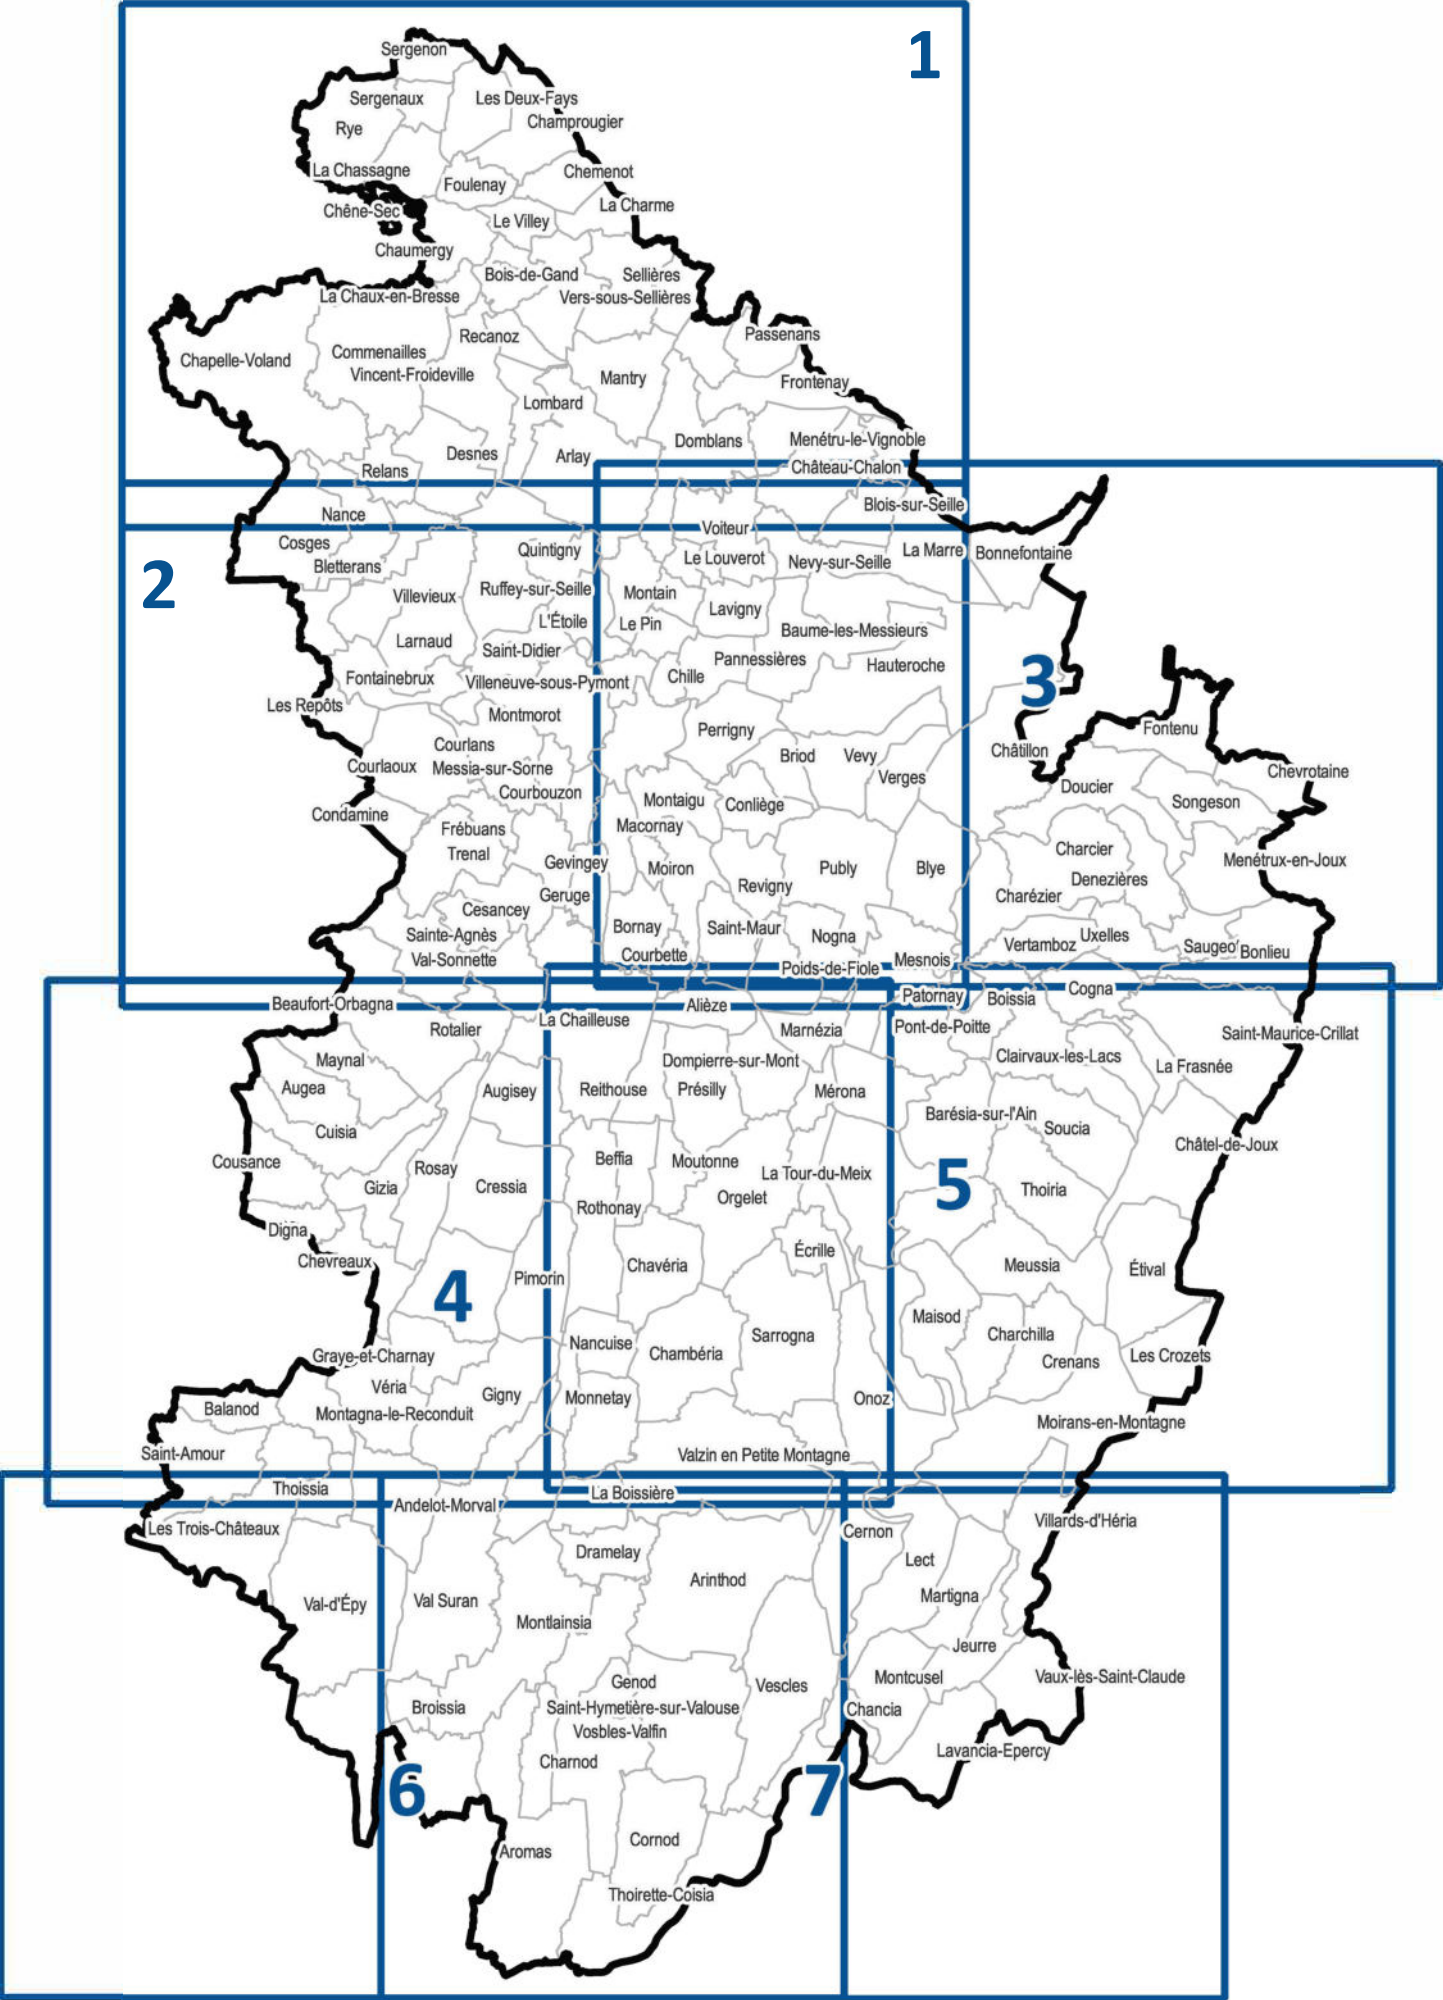 Sergenon
1
Sergenaux
Les Deux-Fays
Rye
Champrougier
La Chassagne
Chemenot
Foulenay
Chêne-Sec
La Charme
Le Villey
Chaumergy
Bois-de-Gand
Sellières
La Chaux-en-Bresse
Vers-sous-Sellières
Recanoz
Passenans
Chapelle-Voland
Commenailles
Vincent-Froideville
Mantry
Frontenay
Lombard
Domblans
Menétru-le-Vignoble
Relans
Desnes
Arlay
Château-Chalon
Nance
Blois-sur-Seille
Voiteur
Cosges
Quintigny
Le Louverot
Nevy-sur-Seille
La Marre
Bonnefontaine
2
Bletterans
Villevieux
Ruffey-sur-Seille
Montain
Lavigny
L'Étoile
Le Pin
Baume-les-Messieurs
Larnaud
Saint-Didier
Pannessières
Hauteroche
3
Fontainebrux
Villeneuve-sous-Pymont
Chille
Les Repôts
Montmorot
Perrigny
Fontenu
Courlans
Briod
Vevy
Châtillon
Courlaoux
Messia-sur-Sorne
Verges
Chevrotaine
Courbouzon
Montaigu
Conliège
Doucier
Songeson
Condamine
Frébuans
Macornay
Trenal
Gevingey
Moiron
Publy
Blye
Charcier
Menétrux-en-Joux
Geruge
Revigny
Denezières
Charézier
Cesancey
Bornay
Saint-Maur
Nogna
Vertamboz
Uxelles
Sainte-Agnès
Val-Sonnette
Courbette
Poids-de-Fiole
Mesnois
Saugeo
Bonlieu
Beaufort-Orbagna
Alièze
Patornay
Boissia
Cogna
Rotalier
La Chailleuse
Marnézia
Pont-de-Poitte
Saint-Maurice-Crillat
Maynal
Dompierre-sur-Mont
Clairvaux-les-Lacs
La Frasnée
Augea
Augisey
Reithouse
Présilly
Mérona
Barésia-sur-l'Ain
Soucia
Cuisia
Châtel-de-Joux
Cousance
Rosay
Beffia
Moutonne
La Tour-du-Meix
5
Gizia
Cressia
Orgelet
Thoiria
Rothonay
Digna
Chevreaux
Écrille
Chavéria
Meussia
Étival
4
Pimorin
Maisod
Nancuise
Sarrogna
Charchilla
Graye-et-Charnay
Chambéria
Crenans
Les Crozets
Véria
Gigny
Monnetay
Onoz
Balanod
Montagna-le-Reconduit
Moirans-en-Montagne
Saint-Amour
Valzin en Petite Montagne
Thoissia
Andelot-Morval
La Boissière
Les Trois-Châteaux
Cernon
Villards-d'Héria
Dramelay
Lect
Arinthod
Val-d'Épy
Val Suran
Martigna
Montlainsia
Jeurre
Genod
Vescles
Montcusel
Vaux-lès-Saint-Claude
Broissia
Saint-Hymetière-sur-Valouse
Chancia
Vosbles-Valfin
Charnod
Lavancia-Epercy
6
7
Cornod
Aromas
Thoirette-Coisia